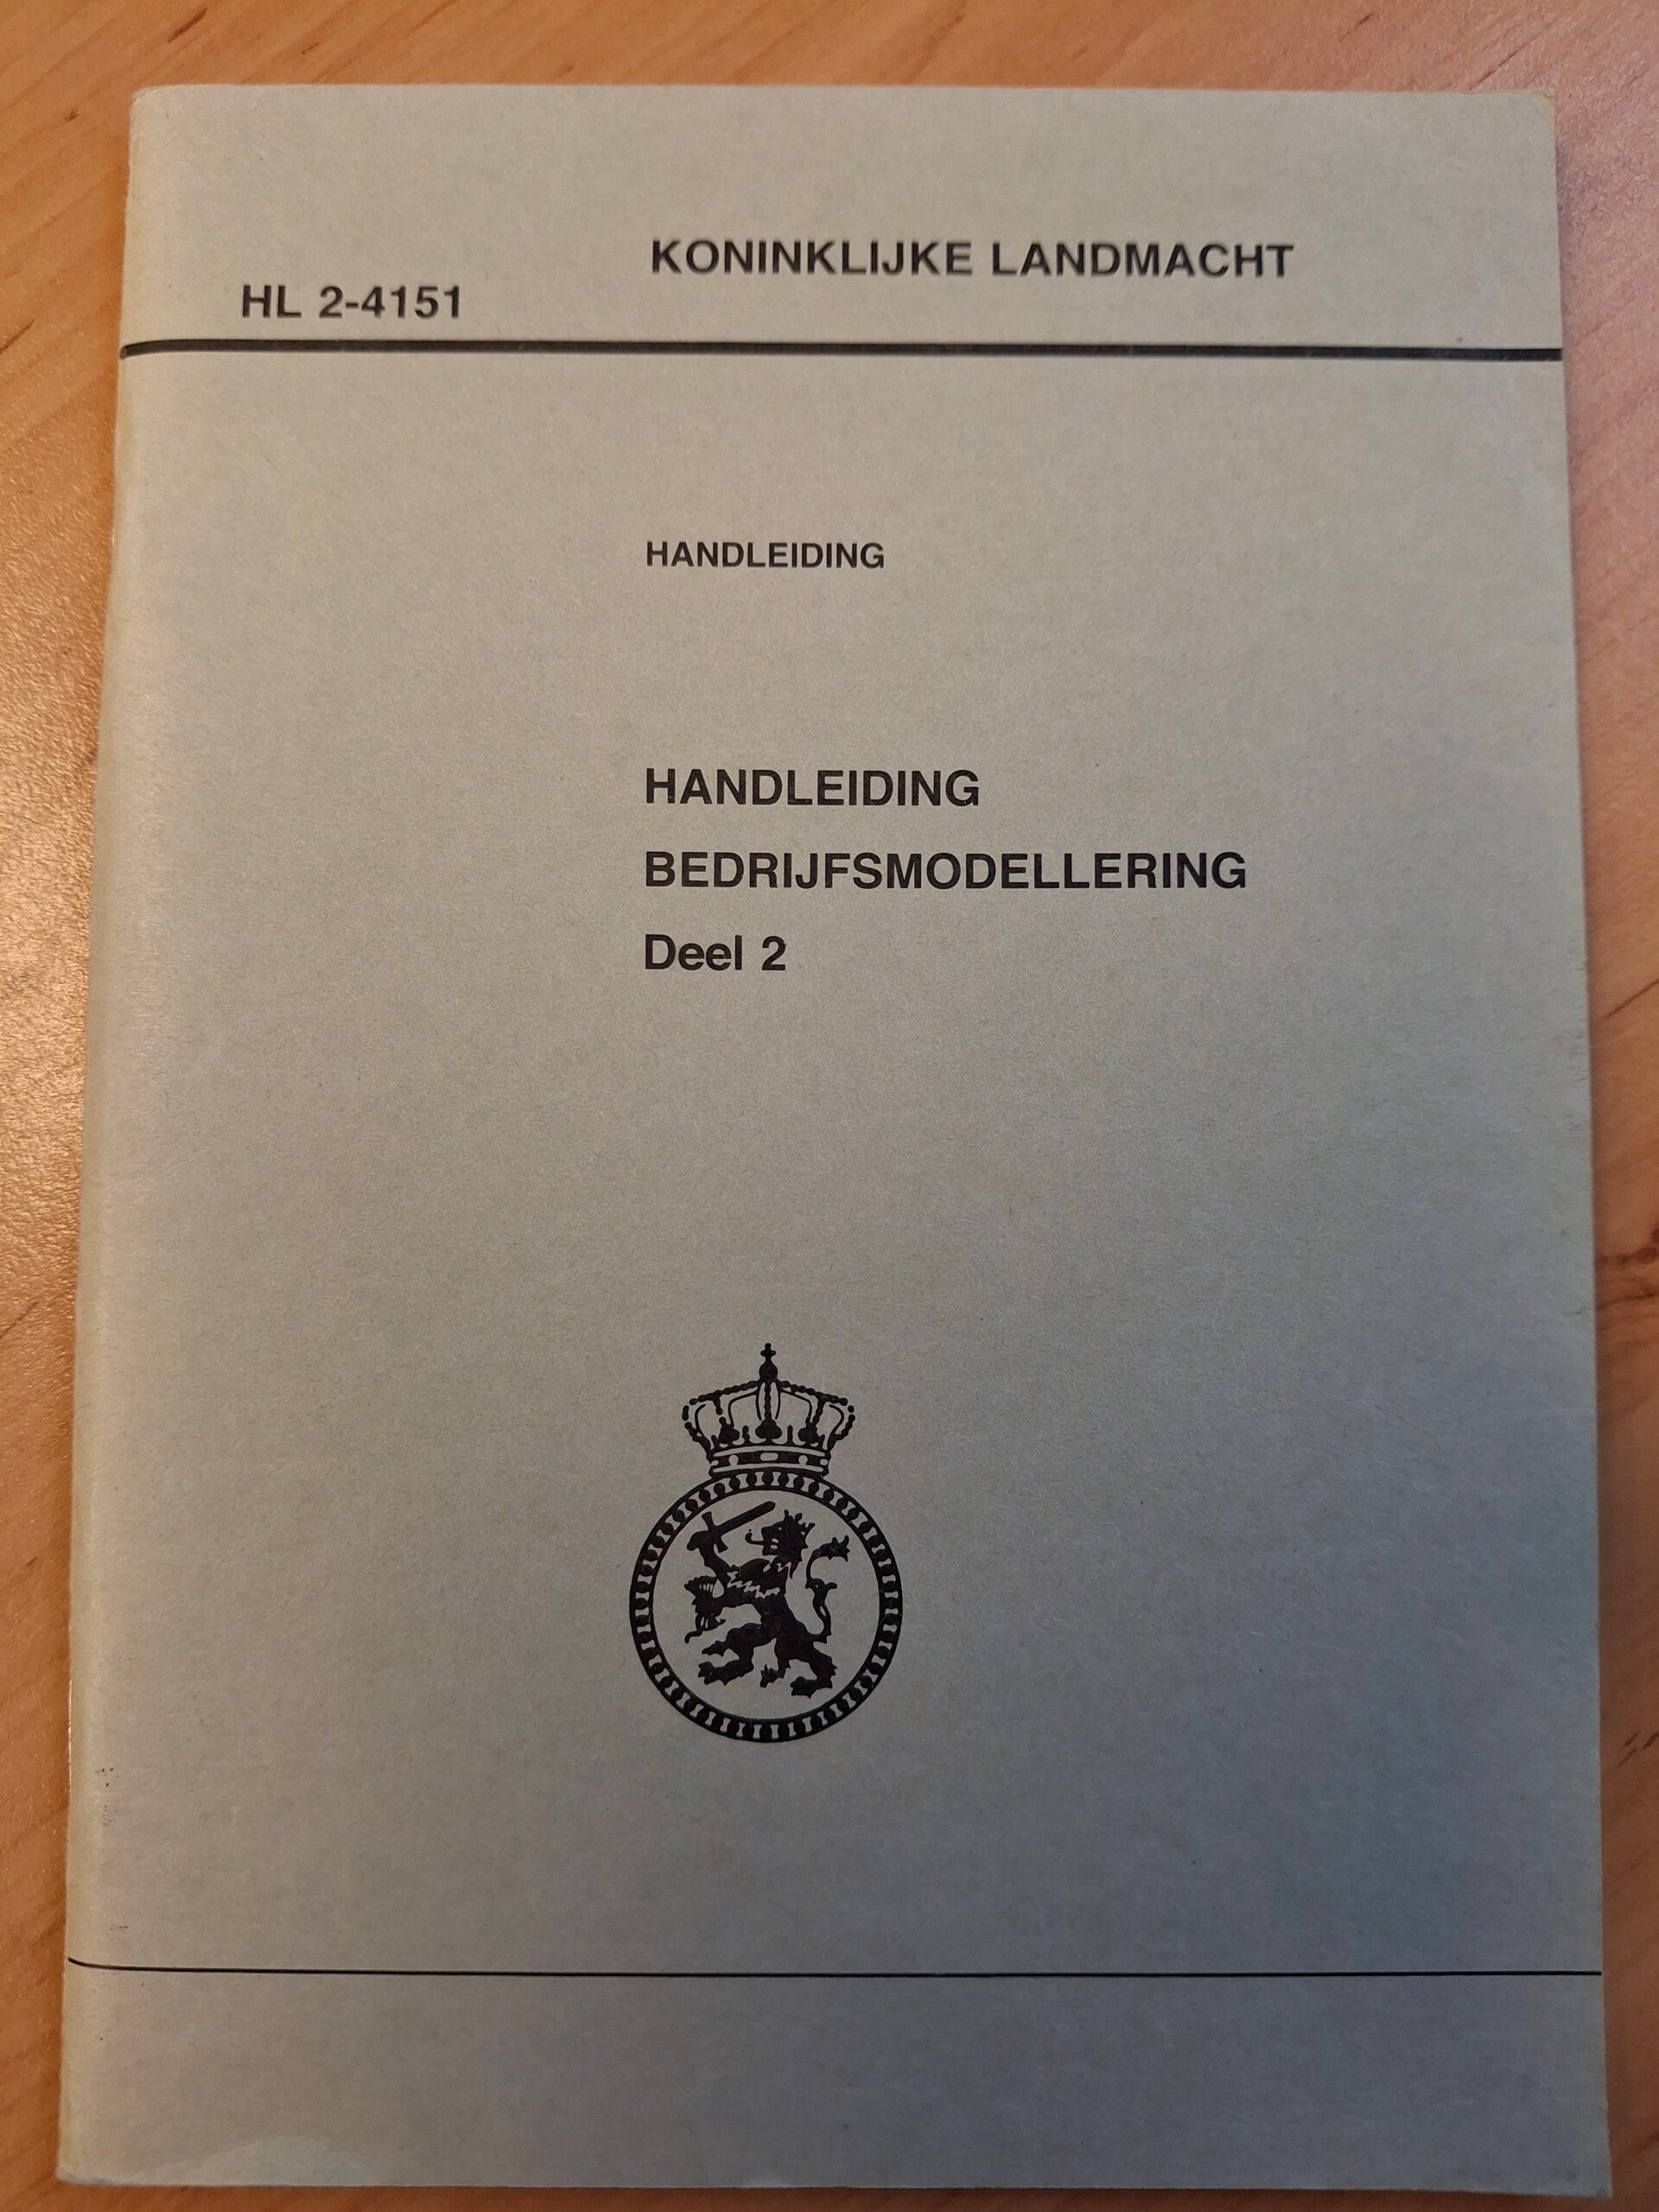 KONINKLIJKE LANDMACHT
HL 2-4151
HANDLEIDING
HANDLEIDING
BEDRIJFSMODELLERING
Deel 2